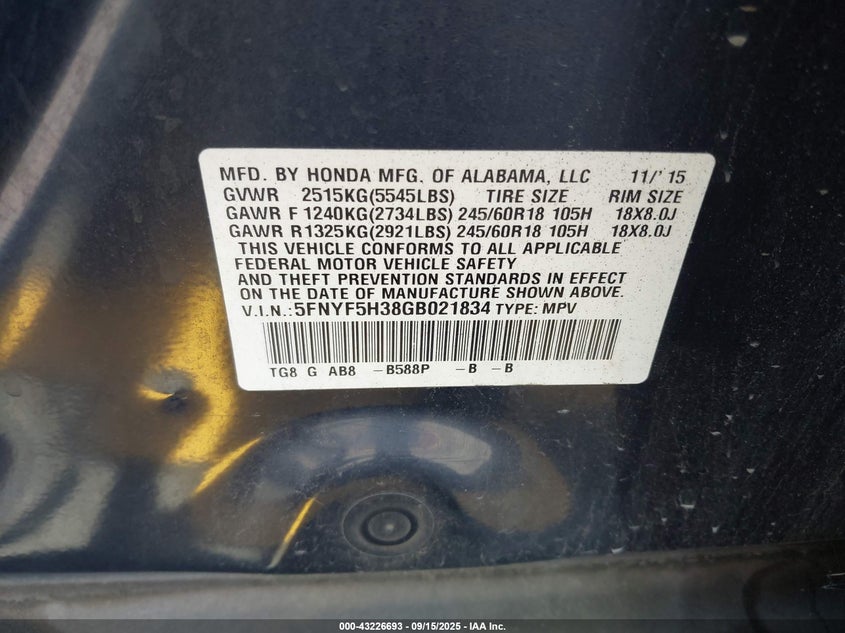 MFD. BY HONDA MFG. OF ALABAMA, LLC 11/'15
GVWR 2515KG(5545LBS) TIRE SIZE RIM SIZE
GAWR F 1240KG(2734LBS) 245/60R18 105H 18X8.0J
GAWR R1325KG(2921LBS) 245/60R18 105H 18X8.0J
THIS VEHICLE CONFORMS TO ALL APPLICABLE
FEDERAL MOTOR VEHICLE SAFETY
AND THEFT PREVENTION STANDARDS IN EFFECT
ON THE DATE OF MANUFACTURE SHOWN ABOVE.
V.I.N.:5FNYF5H38GB021834 TYPE: MPV
TG8 G AB8 -B588P -B -B
000-43226693 - 09/15/2025 - IAA Inc.